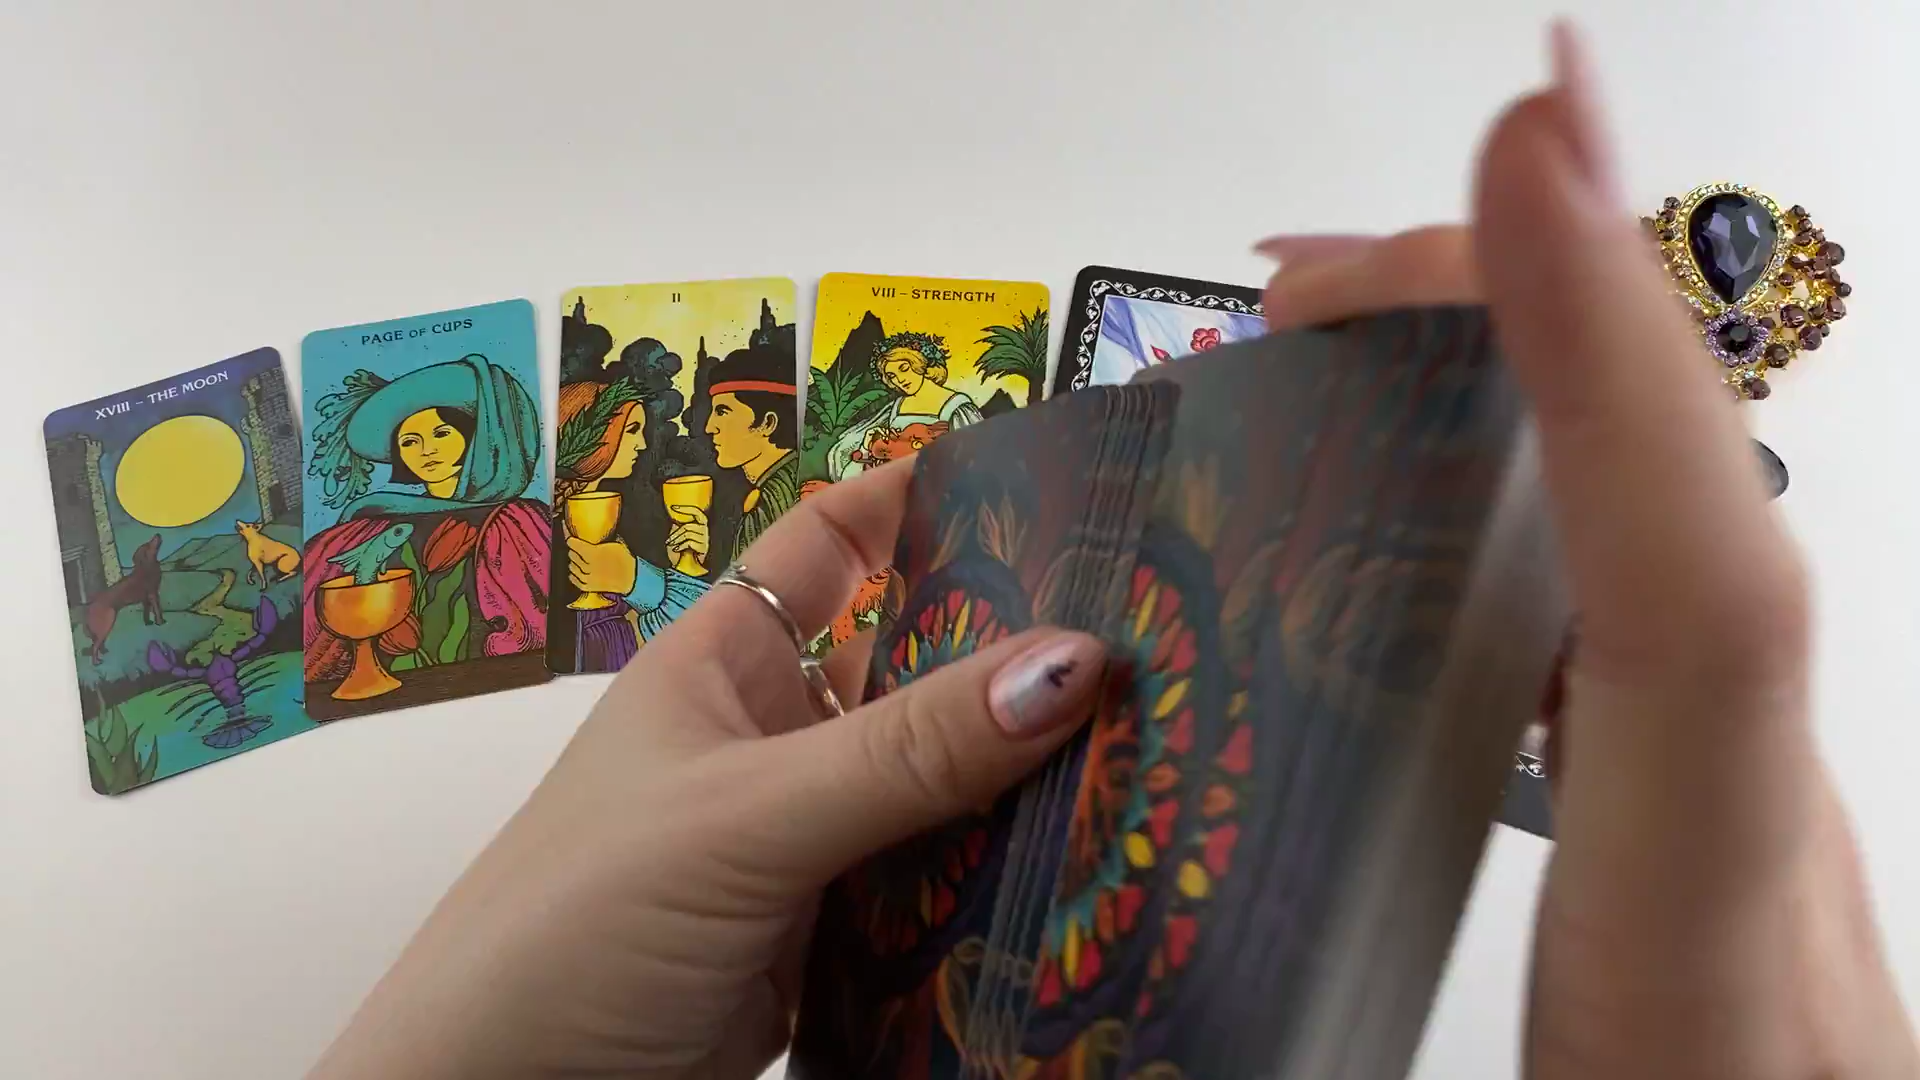 XVIII – THE MOON
PAGE OF CUPS
II
VIII – STRENGTH